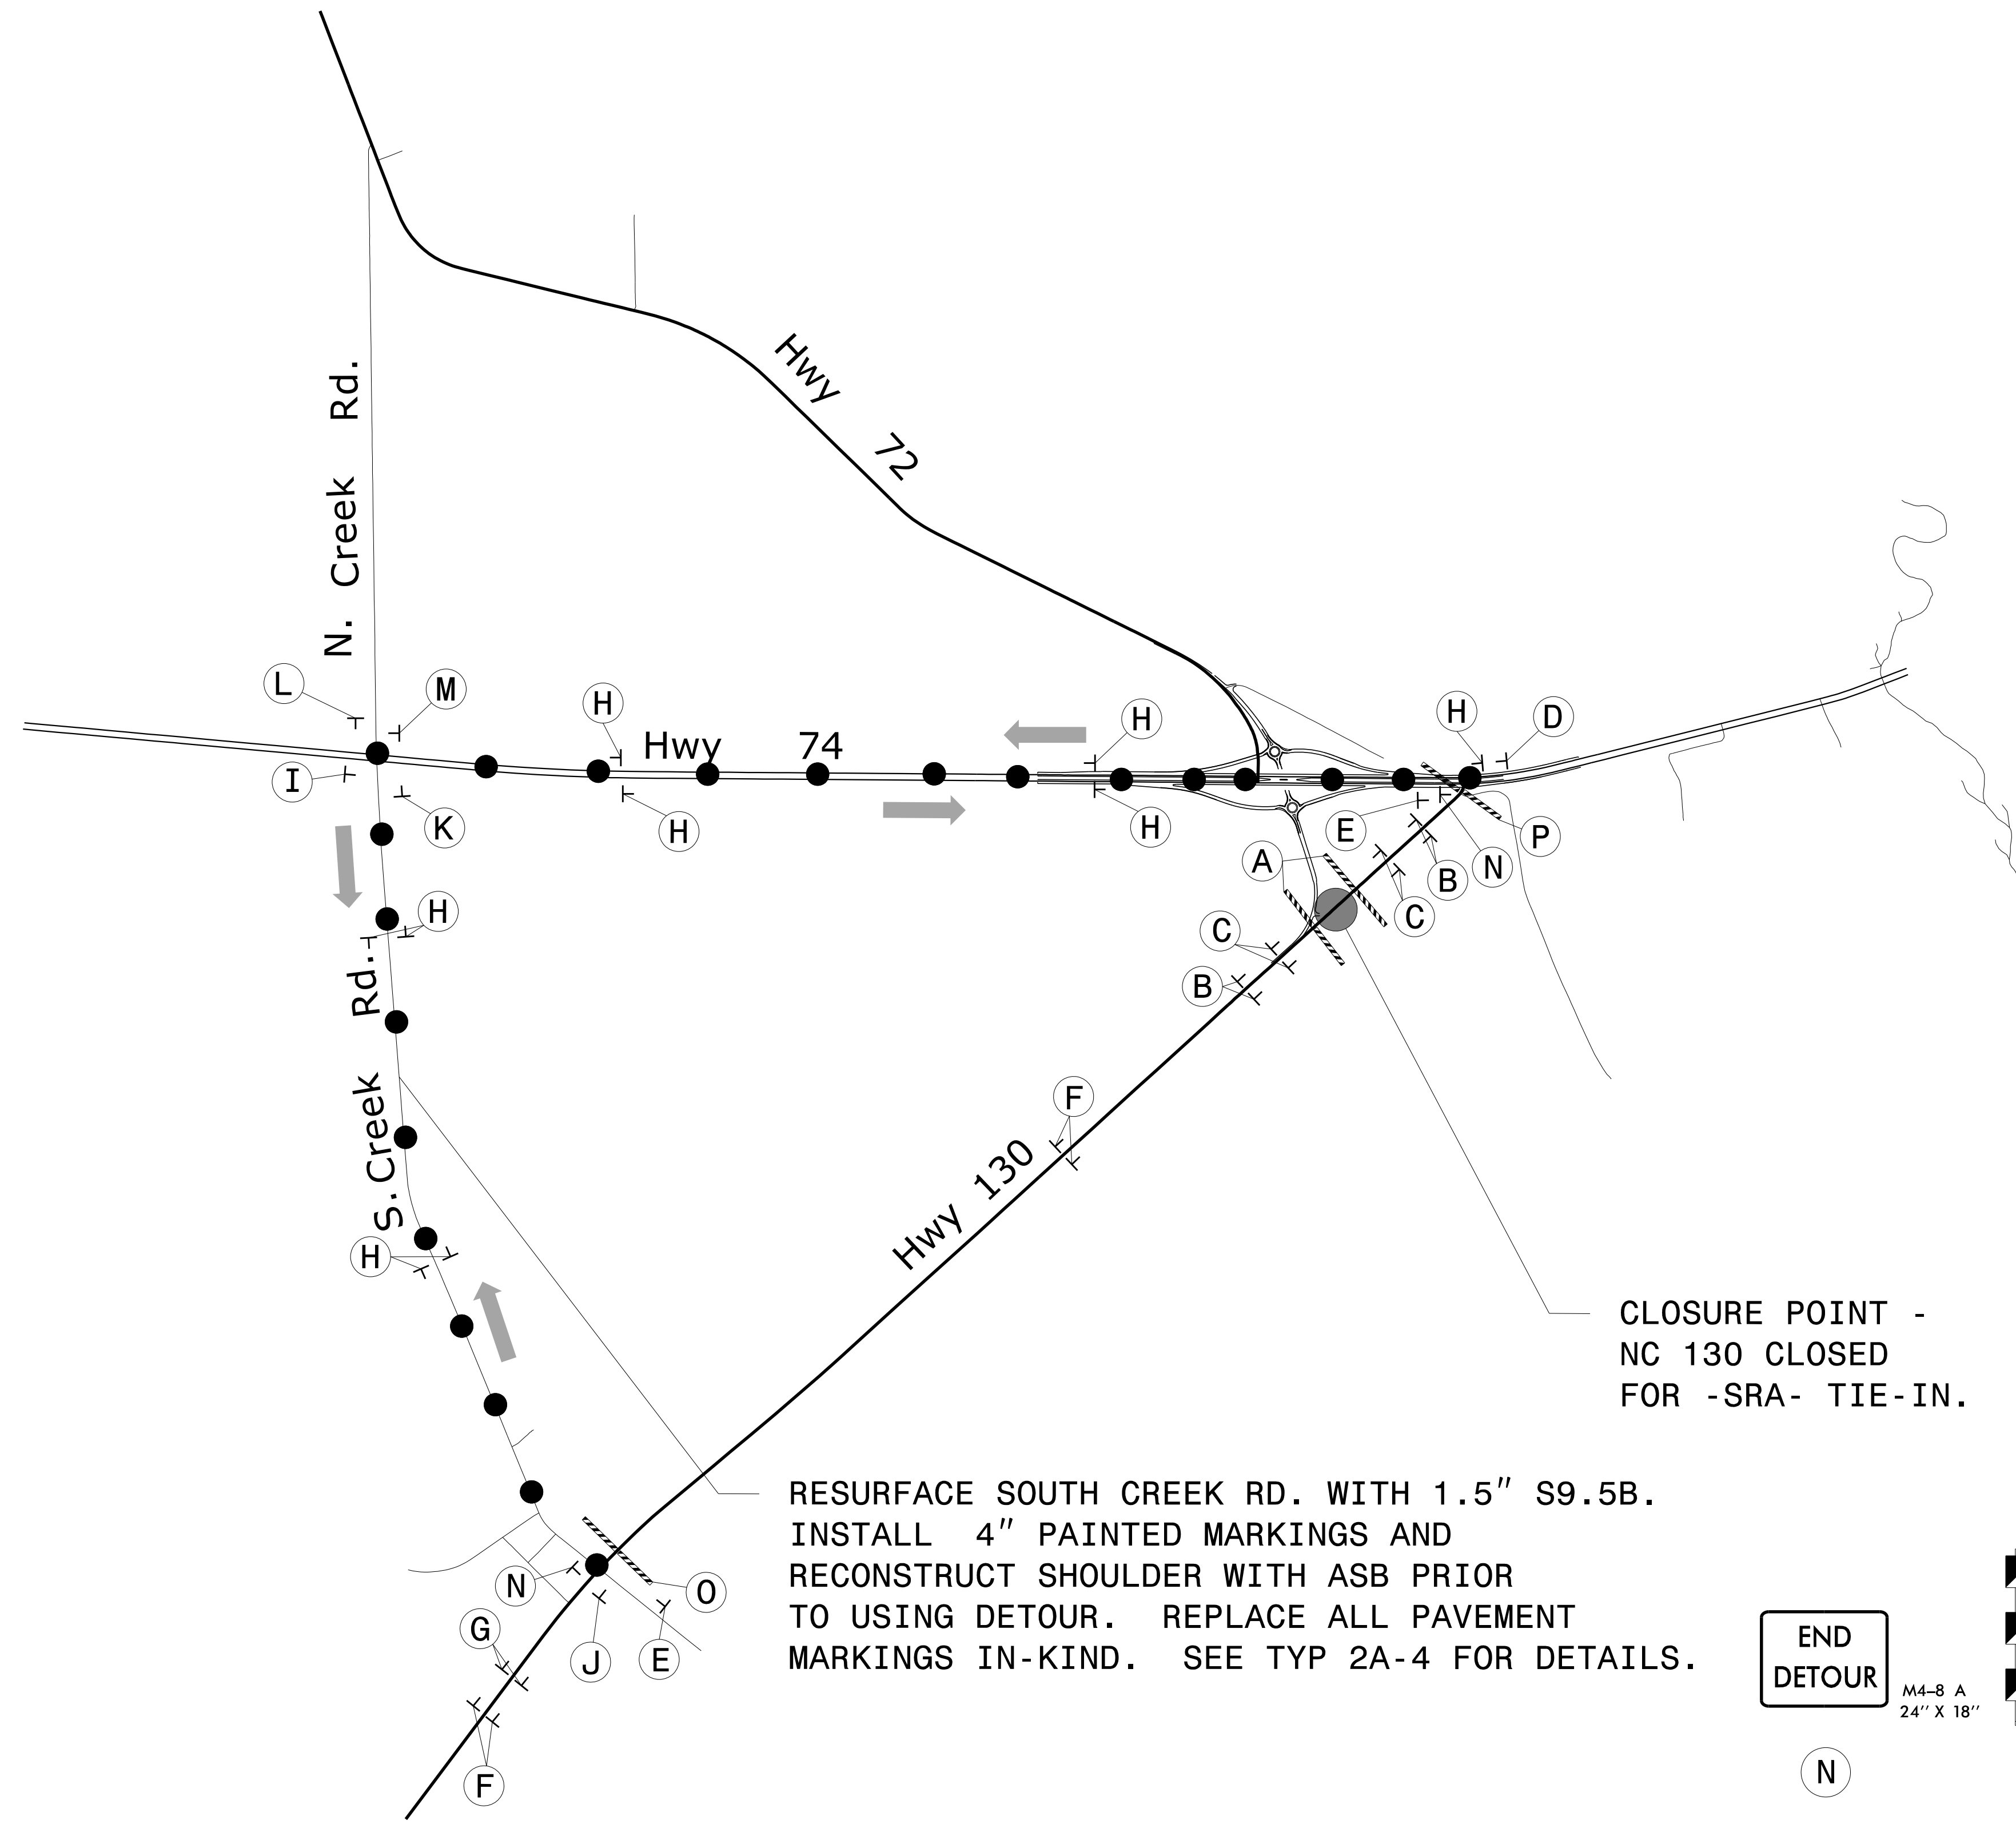 Hwy 72
N. Creek Rd.
L
M
H
Hwy 74
H
H
D
I
K
H
H
E
P
A
B
N
H
C
C
S. Creek Rd.
B
F
Hwy 130
H
CLOSURE POINT -
NC 130 CLOSED
FOR -SRA- TIE-IN.
RESURFACE SOUTH CREEK RD. WITH 1.5" S9.5B.
INSTALL 4" PAINTED MARKINGS AND
RECONSTRUCT SHOULDER WITH ASB PRIOR
TO USING DETOUR. REPLACE ALL PAVEMENT
MARKINGS IN-KIND. SEE TYP 2A-4 FOR DETAILS.
N
O
G
J
E
F
END
DETOUR
M4-8 A
24" X 18"
N